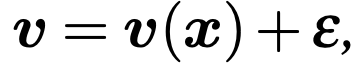 𝒗 = 𝒗(𝒙) + 𝜺,